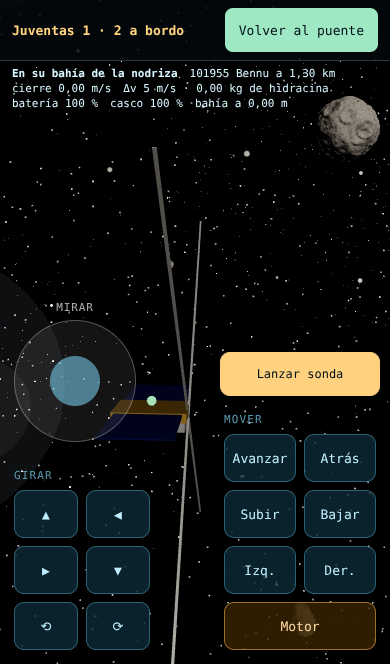 Juventas 1 · 2 a bordo
Volver al puente
En su bahía de la nodriza 101955 Bennu a 1,30 km
cierre 0,00 m/s Δv 5 m/s · 0,00 kg de hidracina
batería 100 % casco 100 % · bahía a 0,00 m
MIRAR
Lanzar sonda
MOVER
Avanzar
Atrás
GIRAR
▲
◀
Subir
Bajar
▶
▼
Izq.
Der.
⟲
⟳
Motor